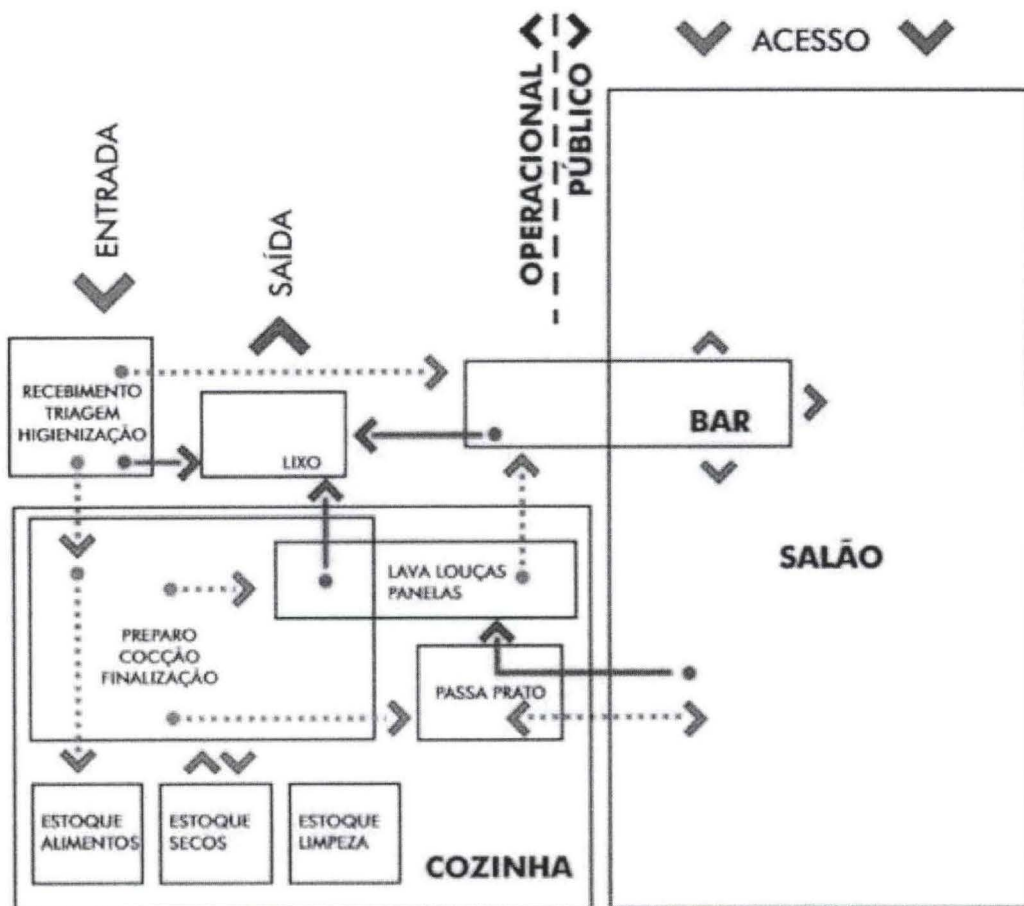 ACESSO
OPERACIONAL
PÚBLICO
ENTRADA
SAÍDA
RECEBIMENTO
TRIAGEM
HIGIENIZAÇÃO
LIXO
BAR
SALÃO
LAVA LOUÇAS
PANELAS
PREPARO
COCÇÃO
FINALIZAÇÃO
PASSA PRATO
ESTOQUE
ALIMENTOS
ESTOQUE
SECOS
ESTOQUE
LIMPEZA
COZINHA